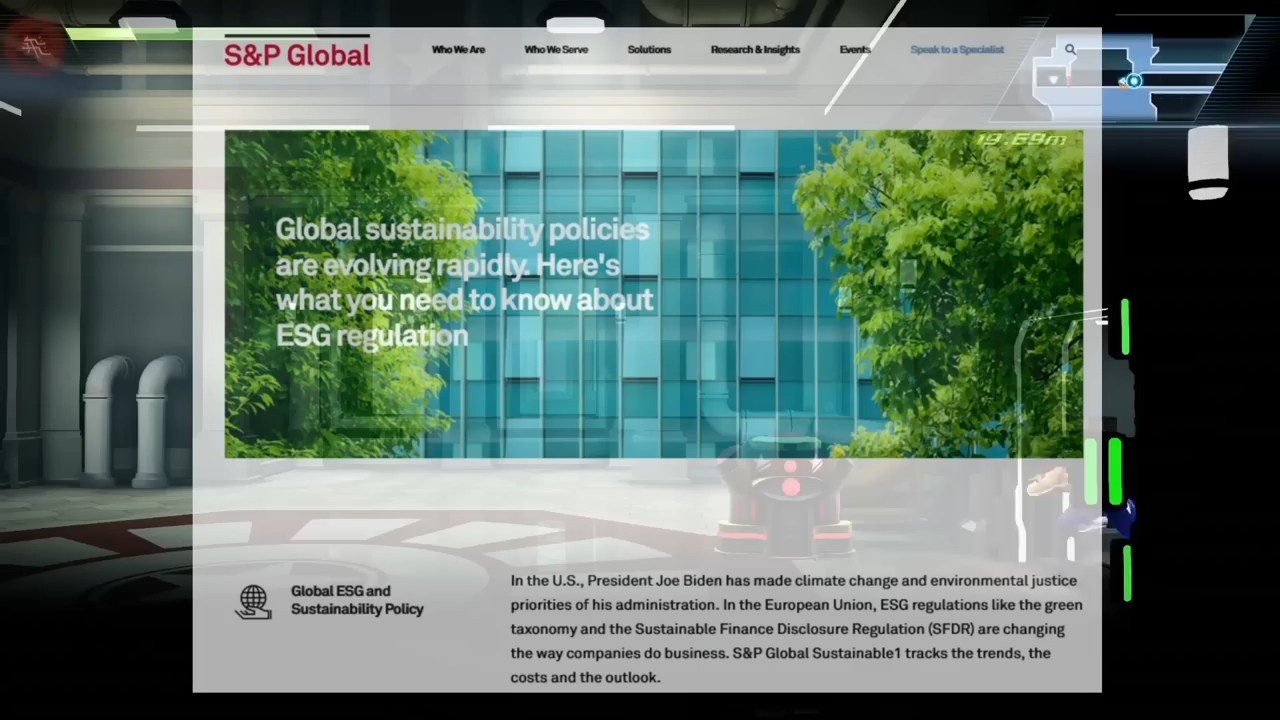 S&P Global
Who We Are
Who We Serve
Solutions
Research & Insights
Events
Speak to a Specialist
19.69m
Global sustainability policies
are evolving rapidly. Here's
what you need to know about
ESG regulation
Global ESG and
Sustainability Policy
In the U.S., President Joe Biden has made climate change and environmental justice
priorities of his administration. In the European Union, ESG regulations like the green
taxonomy and the Sustainable Finance Disclosure Regulation (SFDR) are changing
the way companies do business. S&P Global Sustainable1 tracks the trends, the
costs and the outlook.